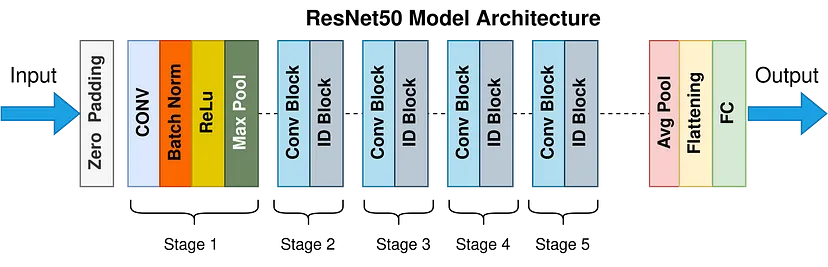 ResNet50 Model Architecture
Input
Zero Padding
CONV
Batch Norm
ReLu
Max Pool
Conv Block
ID Block
Conv Block
ID Block
Conv Block
ID Block
Conv Block
ID Block
Avg Pool
Flattening
FC
Output
Stage 1
Stage 2
Stage 3
Stage 4
Stage 5